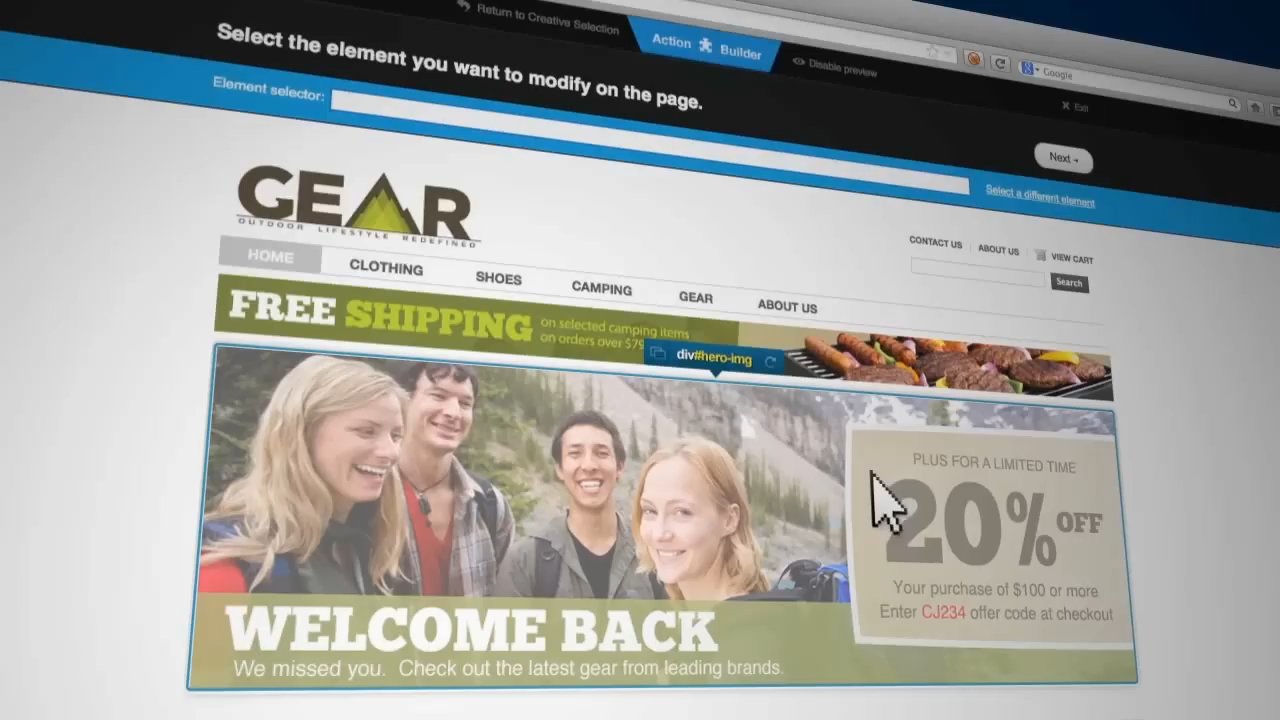 Return to Creative Selection
Action Builder
Disable preview
Google
Select the element you want to modify on the page.
Exit
Element selector:
Next
Select a different element
GEAR
OUTDOOR LIFESTYLE REDEFINED
CONTACT US
ABOUT US
VIEW CART
Search
HOME
CLOTHING
SHOES
CAMPING
GEAR
ABOUT US
FREE SHIPPING
on selected camping items
on orders over $79
div#hero-img
PLUS FOR A LIMITED TIME
20% OFF
Your purchase of $100 or more
Enter CJ234 offer code at checkout
WELCOME BACK
We missed you. Check out the latest gear from leading brands.